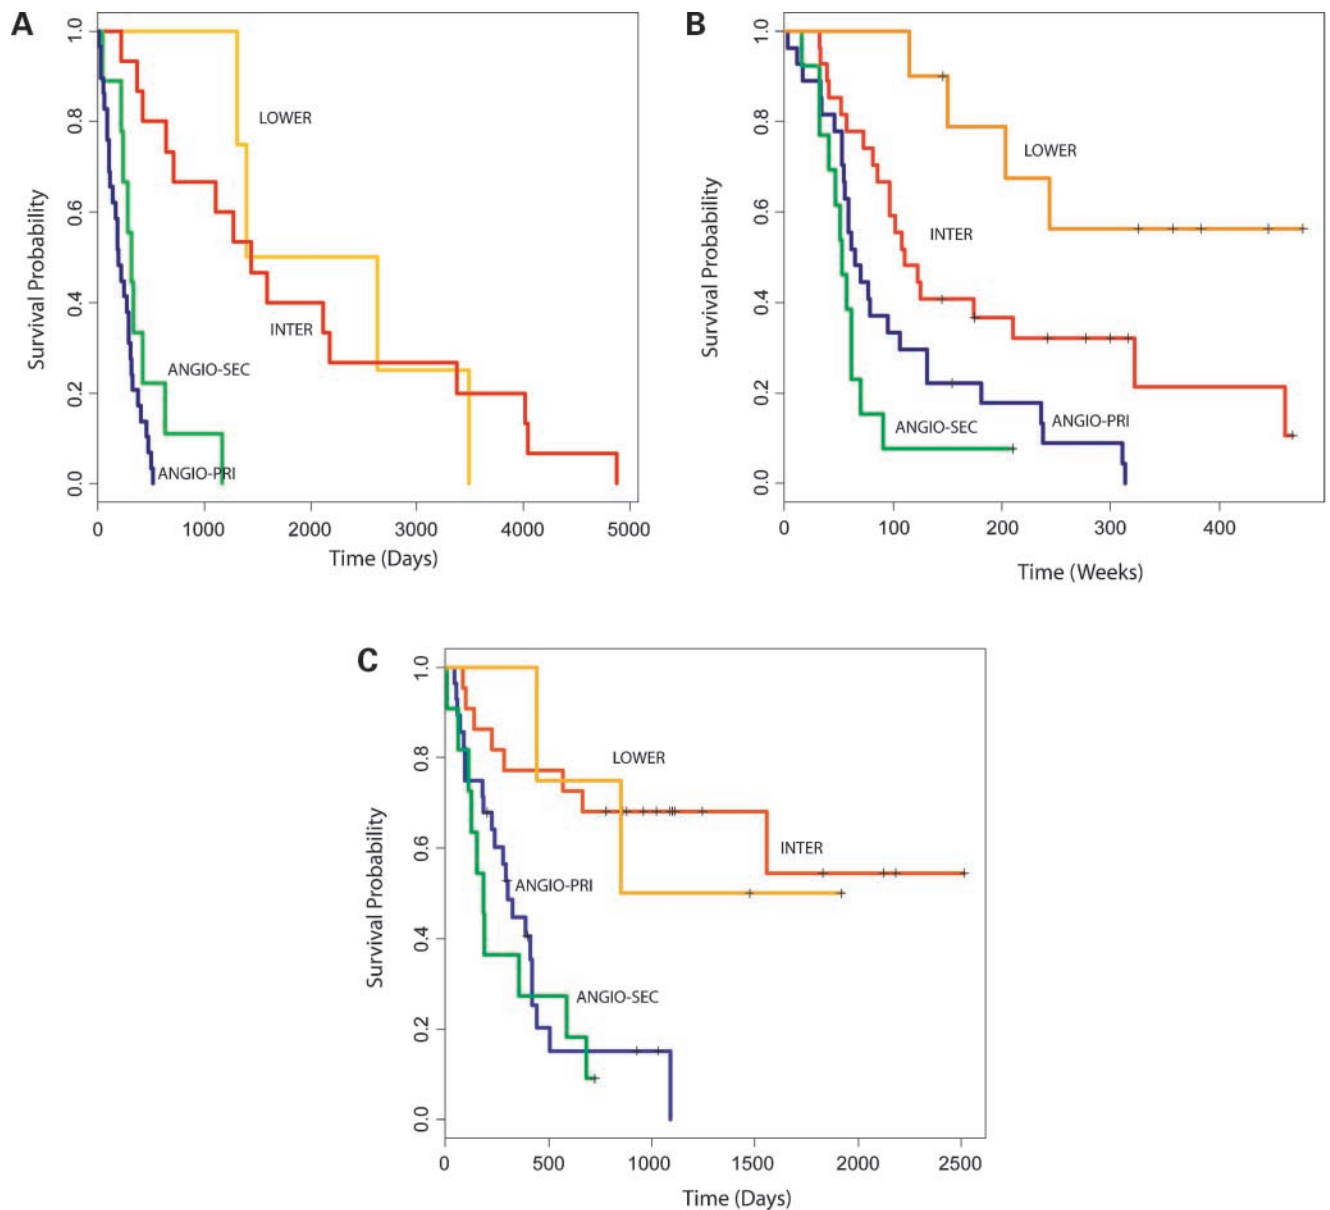 A
Survival Probability
1.0
0.8
0.6
0.4
0.2
0.0
LOWER
INTER
ANGIO-SEC
ANGIO-PRI
0 1000 2000 3000 4000 5000
Time (Days)
B
Survival Probability
1.0
0.8
0.6
0.4
0.2
0.0
LOWER
INTER
ANGIO-PRI
ANGIO-SEC
0 100 200 300 400
Time (Weeks)
C
Survival Probability
1.0
0.8
0.6
0.4
0.2
0.0
LOWER
INTER
ANGIO-PRI
ANGIO-SEC
0 500 1000 1500 2000 2500
Time (Days)